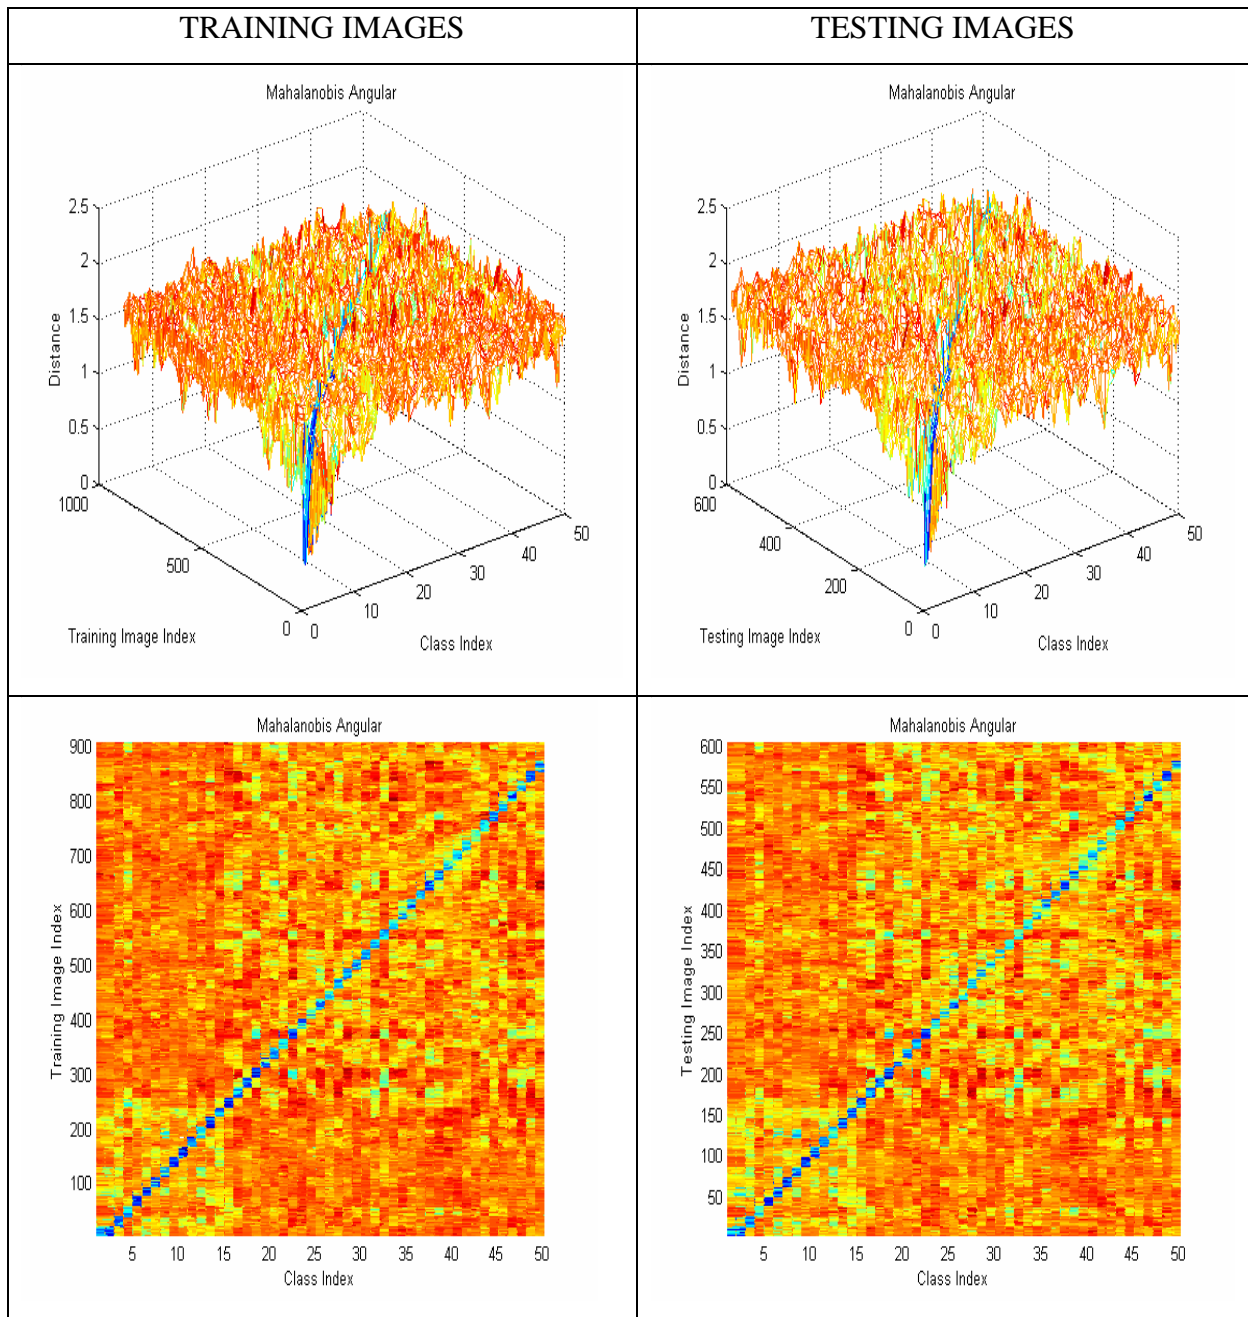 TRAINING IMAGES
TESTING IMAGES
Mahalanobis Angular
2.5
2
1.5
1
0.5
0
Distance
1000
500
0
Training Image Index
0
10
20
30
40
50
Class Index
Mahalanobis Angular
2.5
2
1.5
1
0.5
0
Distance
600
400
200
0
Testing Image Index
0
10
20
30
40
50
Class Index
Mahalanobis Angular
900
800
700
600
500
400
300
200
100
Training Image Index
5 10 15 20 25 30 35 40 45 50
Class Index
Mahalanobis Angular
600
550
500
450
400
350
300
250
200
150
100
50
Testing Image Index
5 10 15 20 25 30 35 40 45 50
Class Index